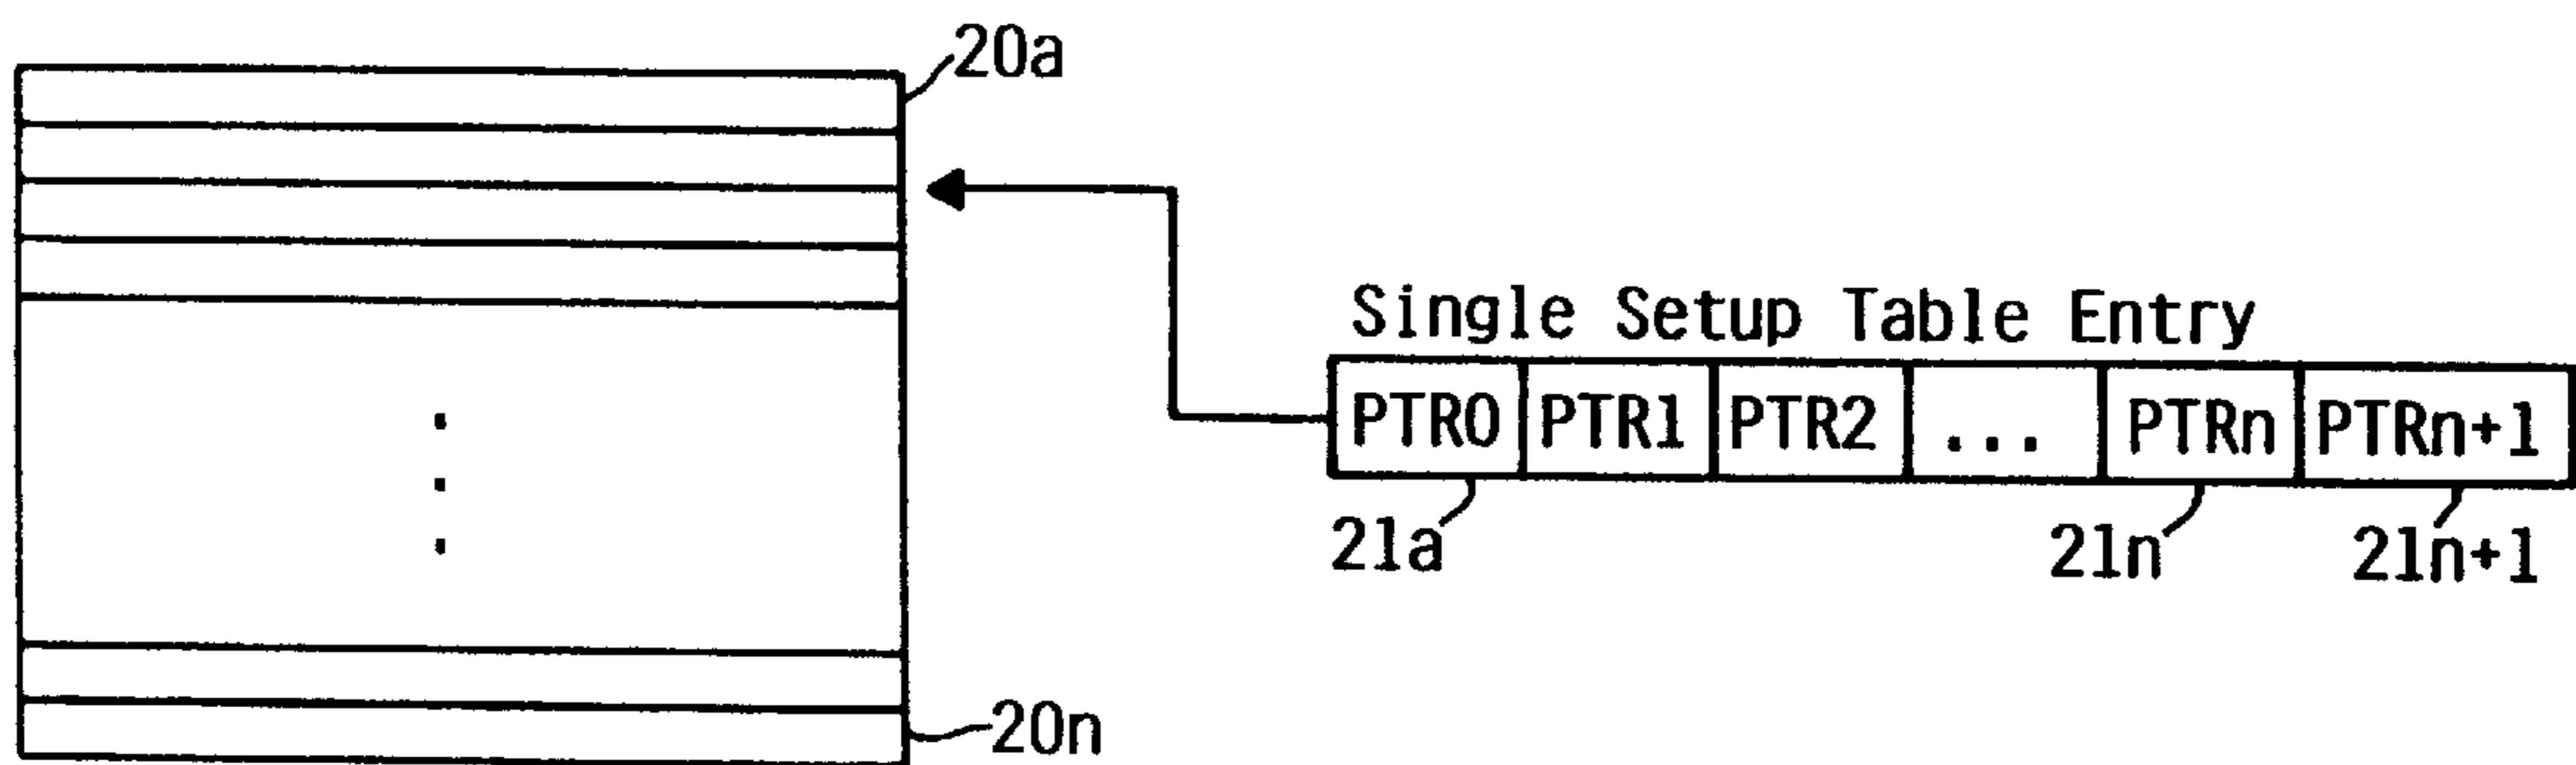 20a
Single Setup Table Entry
PTR0 PTR1 PTR2 ... PTRn PTRn+1
21a 21n 21n+1
20n